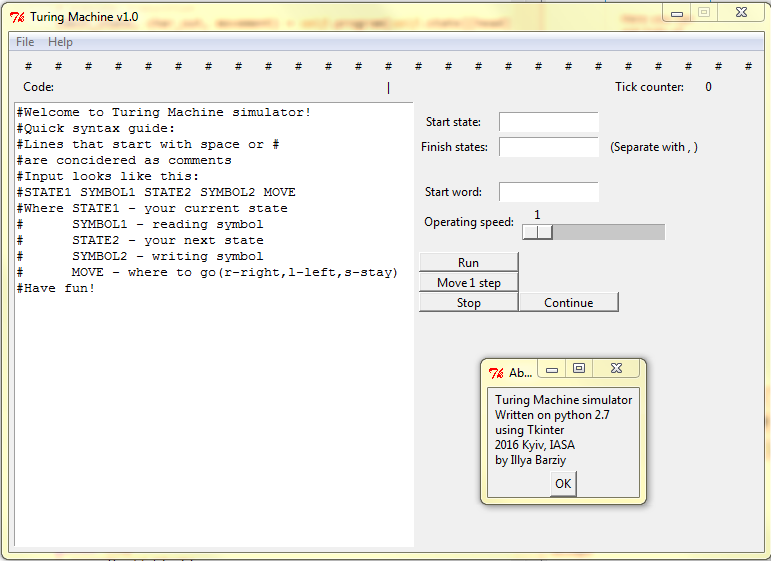 Turing Machine v1.0
File Help
# # # # # # # # # # # # # # # # # # # # # # # # #
Code: | Tick counter: 0
#Welcome to Turing Machine simulator!
#Quick syntax guide:
#Lines that start with space or #
#are concidered as comments
#Input looks like this:
#STATE1 SYMBOL1 STATE2 SYMBOL2 MOVE
#Where STATE1 - your current state
# SYMBOL1 - reading symbol
# STATE2 - your next state
# SYMBOL2 - writing symbol
# MOVE - where to go(r-right,l-left,s-stay)
#Have fun!
Start state:
Finish states: (Separate with , )
Start word:
Operating speed: 1
Run
Move 1 step
Stop Continue
Ab...
Turing Machine simulator
Written on python 2.7
using Tkinter
2016 Kyiv, IASA
by Illya Barziy
OK